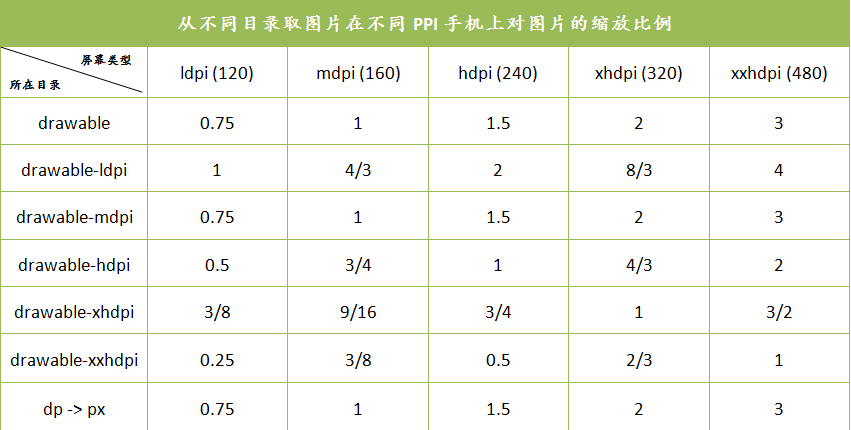 从不同目录取图片在不同 PPI 手机上对图片的缩放比例
屏幕类型
所在目录
ldpi (120) mdpi (160) hdpi (240) xhdpi (320) xxhdpi (480)
drawable 0.75 1 1.5 2 3
drawable-ldpi 1 4/3 2 8/3 4
drawable-mdpi 0.75 1 1.5 2 3
drawable-hdpi 0.5 3/4 1 4/3 2
drawable-xhdpi 3/8 9/16 3/4 1 3/2
drawable-xxhdpi 0.25 3/8 0.5 2/3 1
dp -> px 0.75 1 1.5 2 3